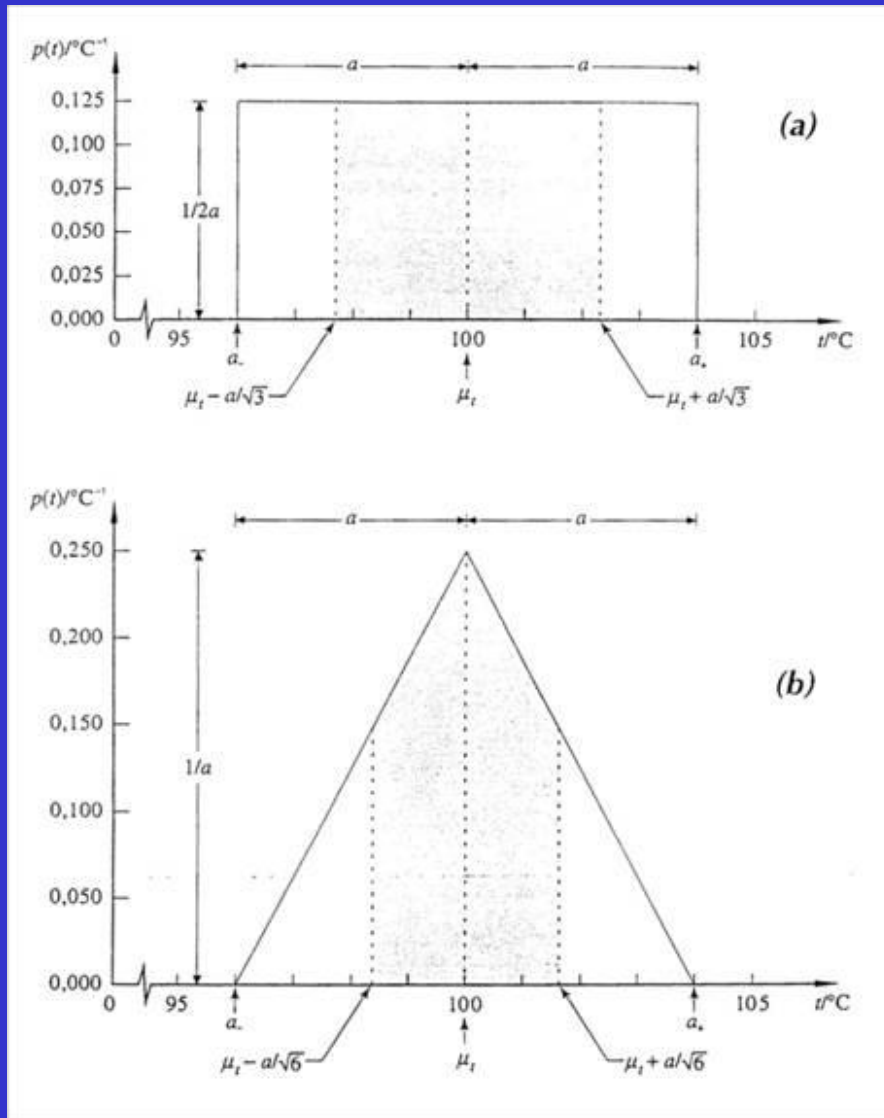 p(t)/°C⁻¹
a a
0,125
(a)
0,100
0,075
1/2a
0,050
0,025
0,000
0 95 100 105 t/°C
a₋ a₊
μₜ − a/√3 μₜ μₜ + a/√3
p(t)/°C⁻¹
a a
0,250
0,200
(b)
0,150
1/a
0,100
0,050
0,000
0 95 100 105 t/°C
a₋ a₊
μₜ − a/√6 μₜ μₜ + a/√6